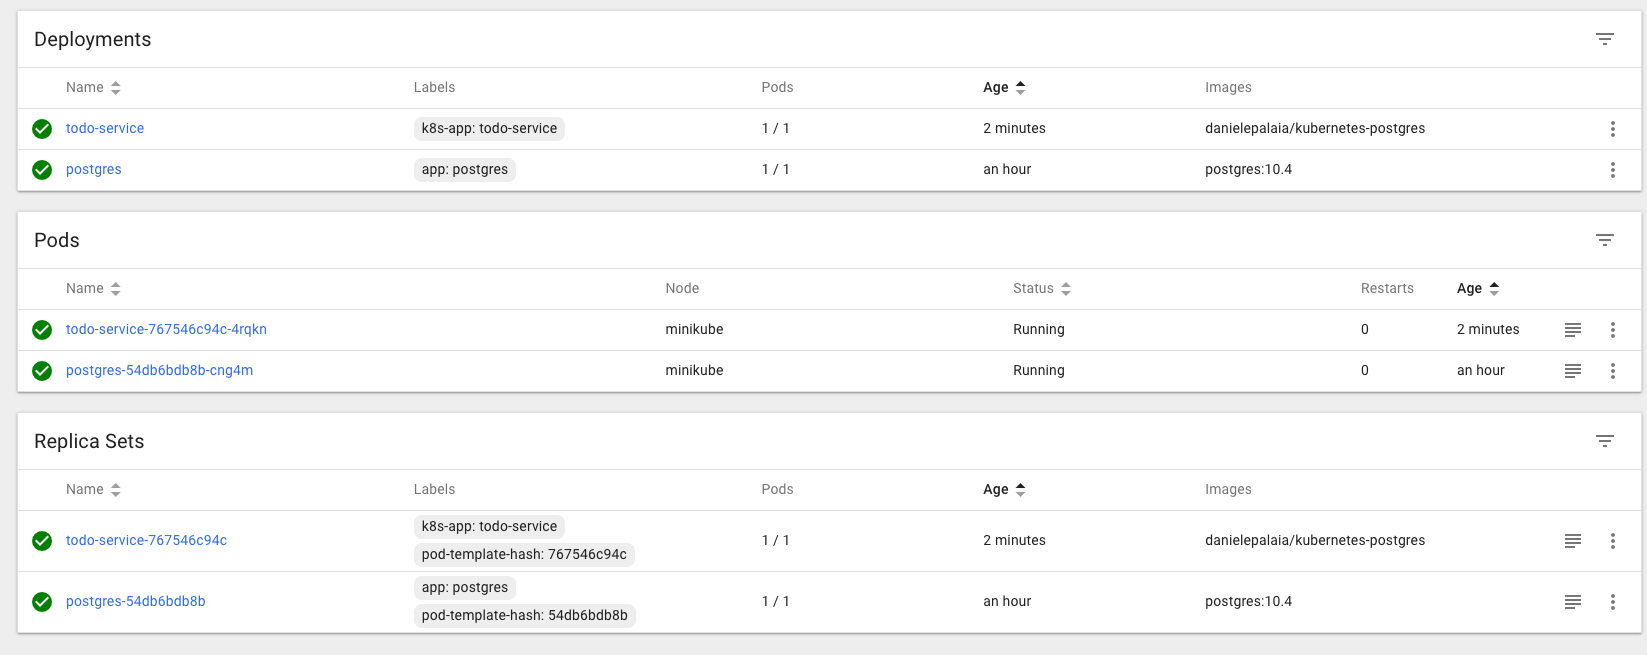 Deployments
Name Labels Pods Age Images
todo-service k8s-app: todo-service 1 / 1 2 minutes danielepalaia/kubernetes-postgres
postgres app: postgres 1 / 1 an hour postgres:10.4
Pods
Name Node Status Restarts Age
todo-service-767546c94c-4rqkn minikube Running 0 2 minutes
postgres-54db6bdb8b-cng4m minikube Running 0 an hour
Replica Sets
Name Labels Pods Age Images
k8s-app: todo-service
todo-service-767546c94c 1 / 1 2 minutes danielepalaia/kubernetes-postgres
pod-template-hash: 767546c94c
app: postgres
postgres-54db6bdb8b 1 / 1 an hour postgres:10.4
pod-template-hash: 54db6bdb8b